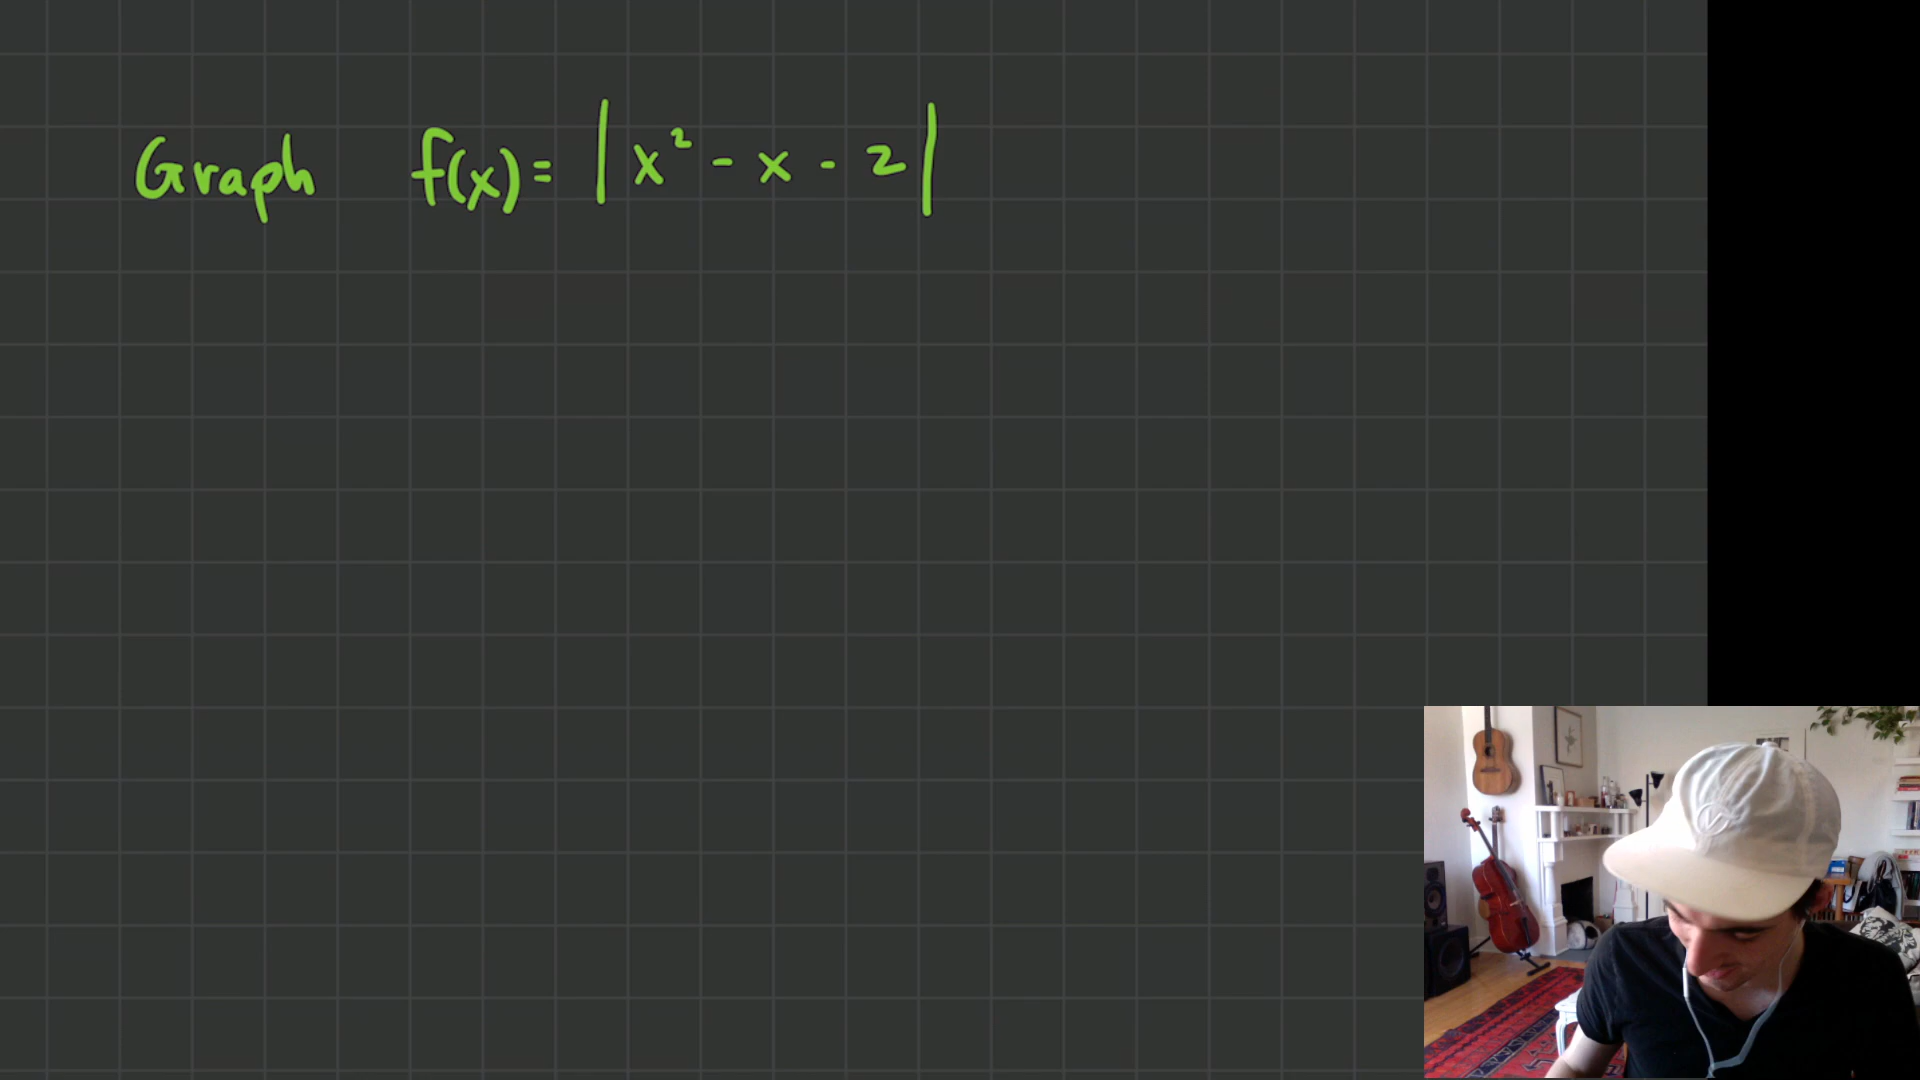 Graph f(x) = |x² - x - 2|